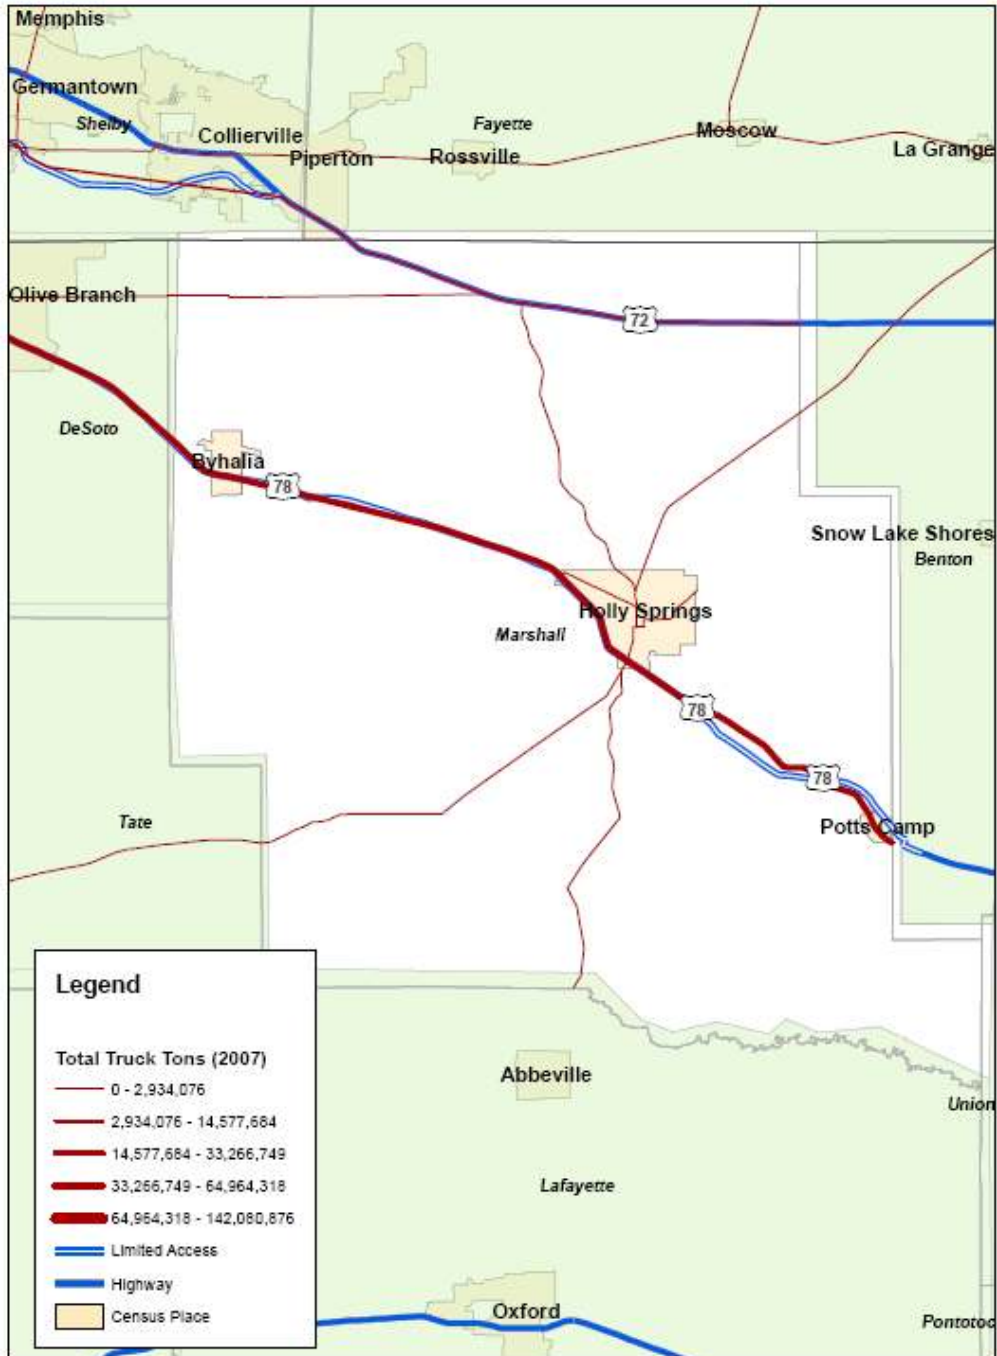 Memphis
Germantown
Shelby
Collierville
Fayette
Moscow
Piperton
Rossville
La Grange
Olive Branch
72
DeSoto
Byhalia
78
Snow Lake Shores
Benton
Holly Springs
Marshall
78
78
Tate
Potts Camp
Legend
Total Truck Tons (2007)
0 - 2,934,076
2,934,076 - 14,577,684
14,577,684 - 33,266,749
33,266,749 - 64,964,318
64,964,318 - 142,080,876
Limited Access
Highway
Census Place
Abbeville
Union
Lafayette
Oxford
Pontotoc